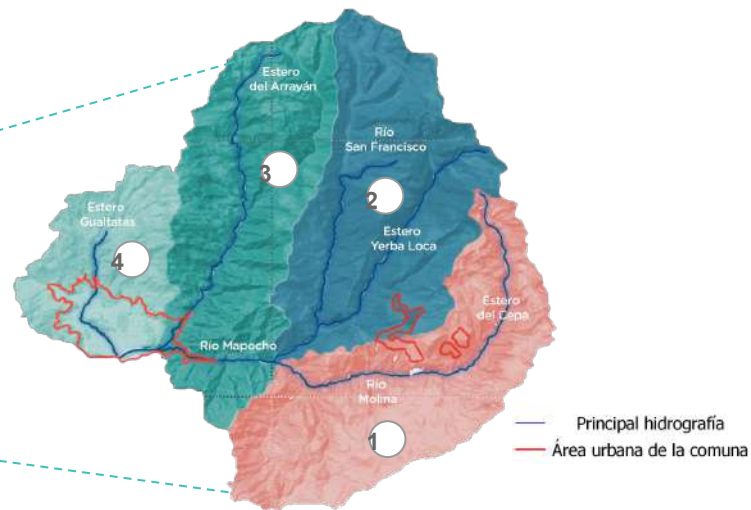 Estero
del Arrayán
Río
San Francisco
3
2
Estero
Gualtatas
Estero
Yerba Loca
4
Estero
del Cepa
Río Mapocho
Río
Molina
1
Principal hidrografía
Área urbana de la comuna